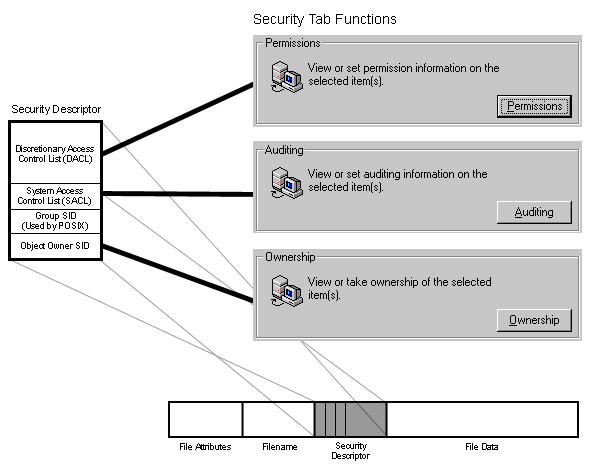 Security Tab Functions
Permissions
View or set permission information on the
selected item(s).
Permissions
Security Descriptor
Discretionary Access
Control List (DACL)
System Access
Control List (SACL)
Group SID
(Used by POSIX)
Object Owner SID
Auditing
View or set auditing information on the
selected item(s).
Auditing
Ownership
View or take ownership of the selected
item(s).
Ownership
File Attributes
Filename
Security
Descriptor
File Data